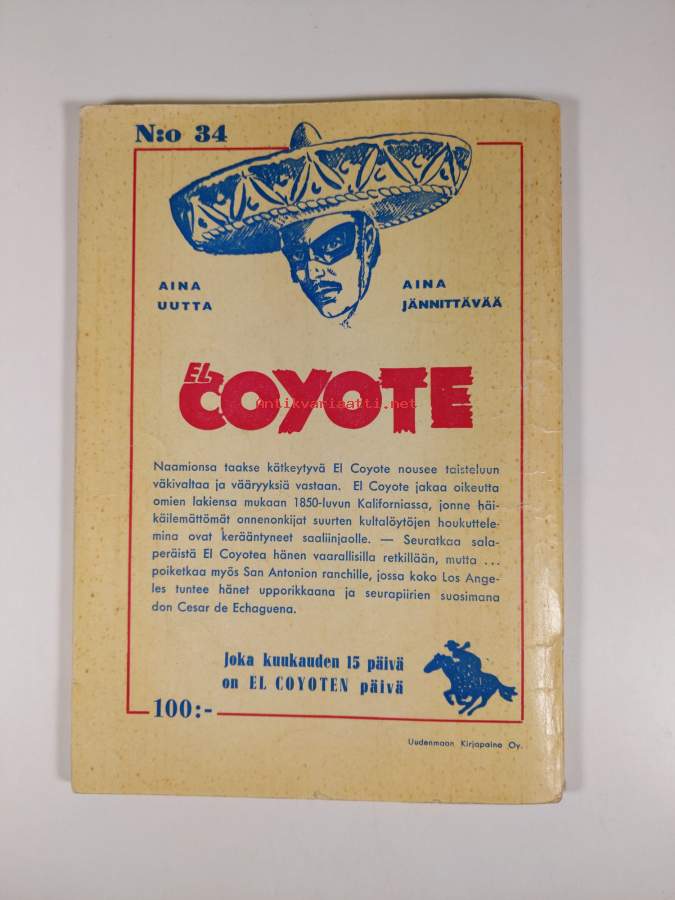 N:o 34
AINA
UUTTA
AINA
JÄNNITTÄVÄÄ
EL
COYOTE
Antikvariaatti.net
Naamionsa taakse kätkeytyvä El Coyote nousee taisteluun
väkivaltaa ja vääryyksiä vastaan. El Coyote jakaa oikeutta
omien lakiensa mukaan 1850-luvun Kaliforniassa, jonne häi-
käilemättömät onnenonkijat suurten kultalöytöjen houkuttele-
mina ovat kerääntyneet saaliinjaolle. — Seuratkaa sala-
peräistä El Coyotea hänen vaarallisilla retkillään, mutta ...
poiketkaa myös San Antonion ranchille, jossa koko Los Ange-
les tuntee hänet upporikkaana ja seurapiirien suosimana
don Cesar de Echaguena.
Joka kuukauden 15 päivä
on EL COYOTEN päivä
100:-
Uudenmaan Kirjapaino Oy.